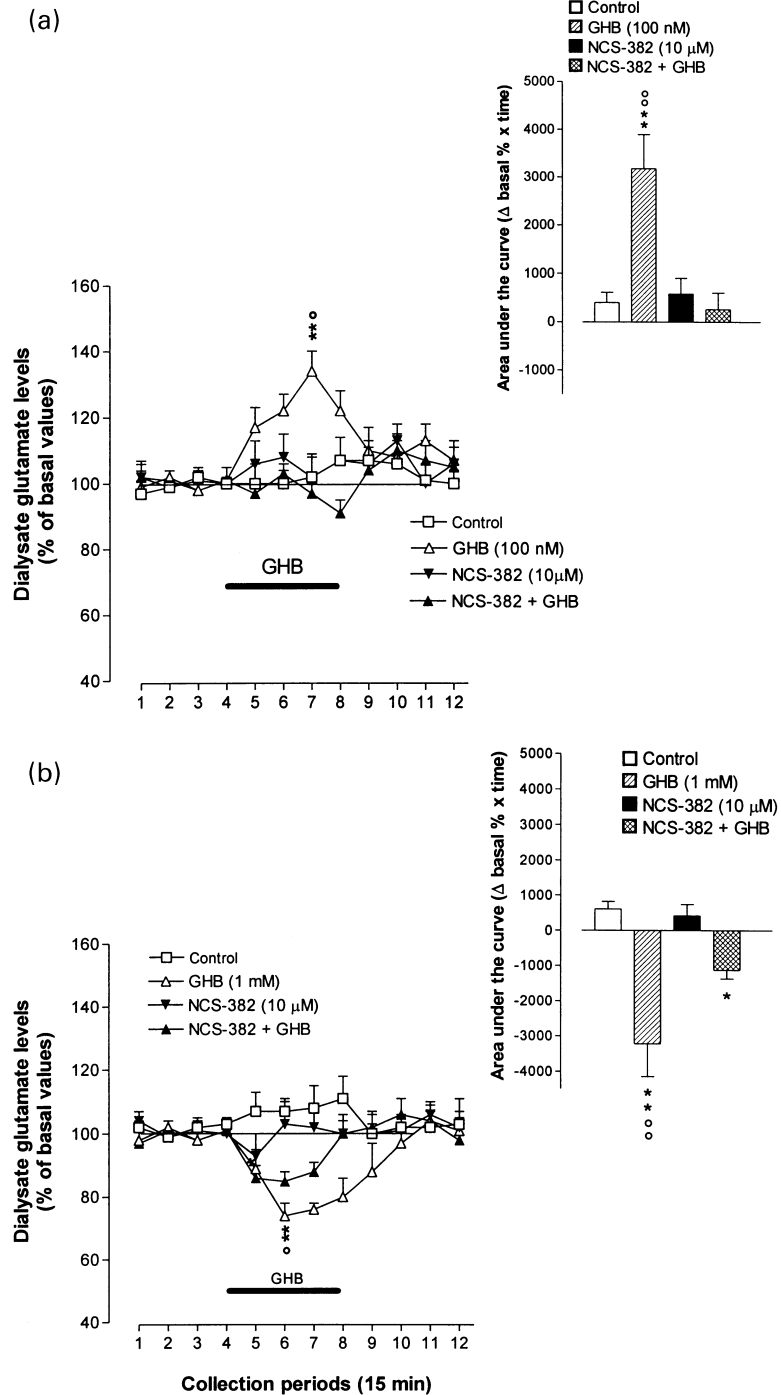 (a)
Control
GHB (100 nM)
NCS-382 (10 μM)
NCS-382 + GHB
Area under the curve (Δ basal % x time)
5000
4000
3000
2000
1000
0
-1000
° ° * *
Dialysate glutamate levels
(% of basal values)
160
140
120
100
80
60
40
° * *
GHB
Control
GHB (100 nM)
NCS-382 (10μM)
NCS-382 + GHB
1 2 3 4 5 6 7 8 9 10 11 12
(b)
Control
GHB (1 mM)
NCS-382 (10 μM)
NCS-382 + GHB
Area under the curve (Δ basal % x time)
5000
4000
3000
2000
1000
0
-1000
-2000
-3000
-4000
*
* * ° °
Dialysate glutamate levels
(% of basal values)
160
140
120
100
80
60
40
Control
GHB (1 mM)
NCS-382 (10 μM)
NCS-382 + GHB
*
* * °
GHB
1 2 3 4 5 6 7 8 9 10 11 12
Collection periods (15 min)